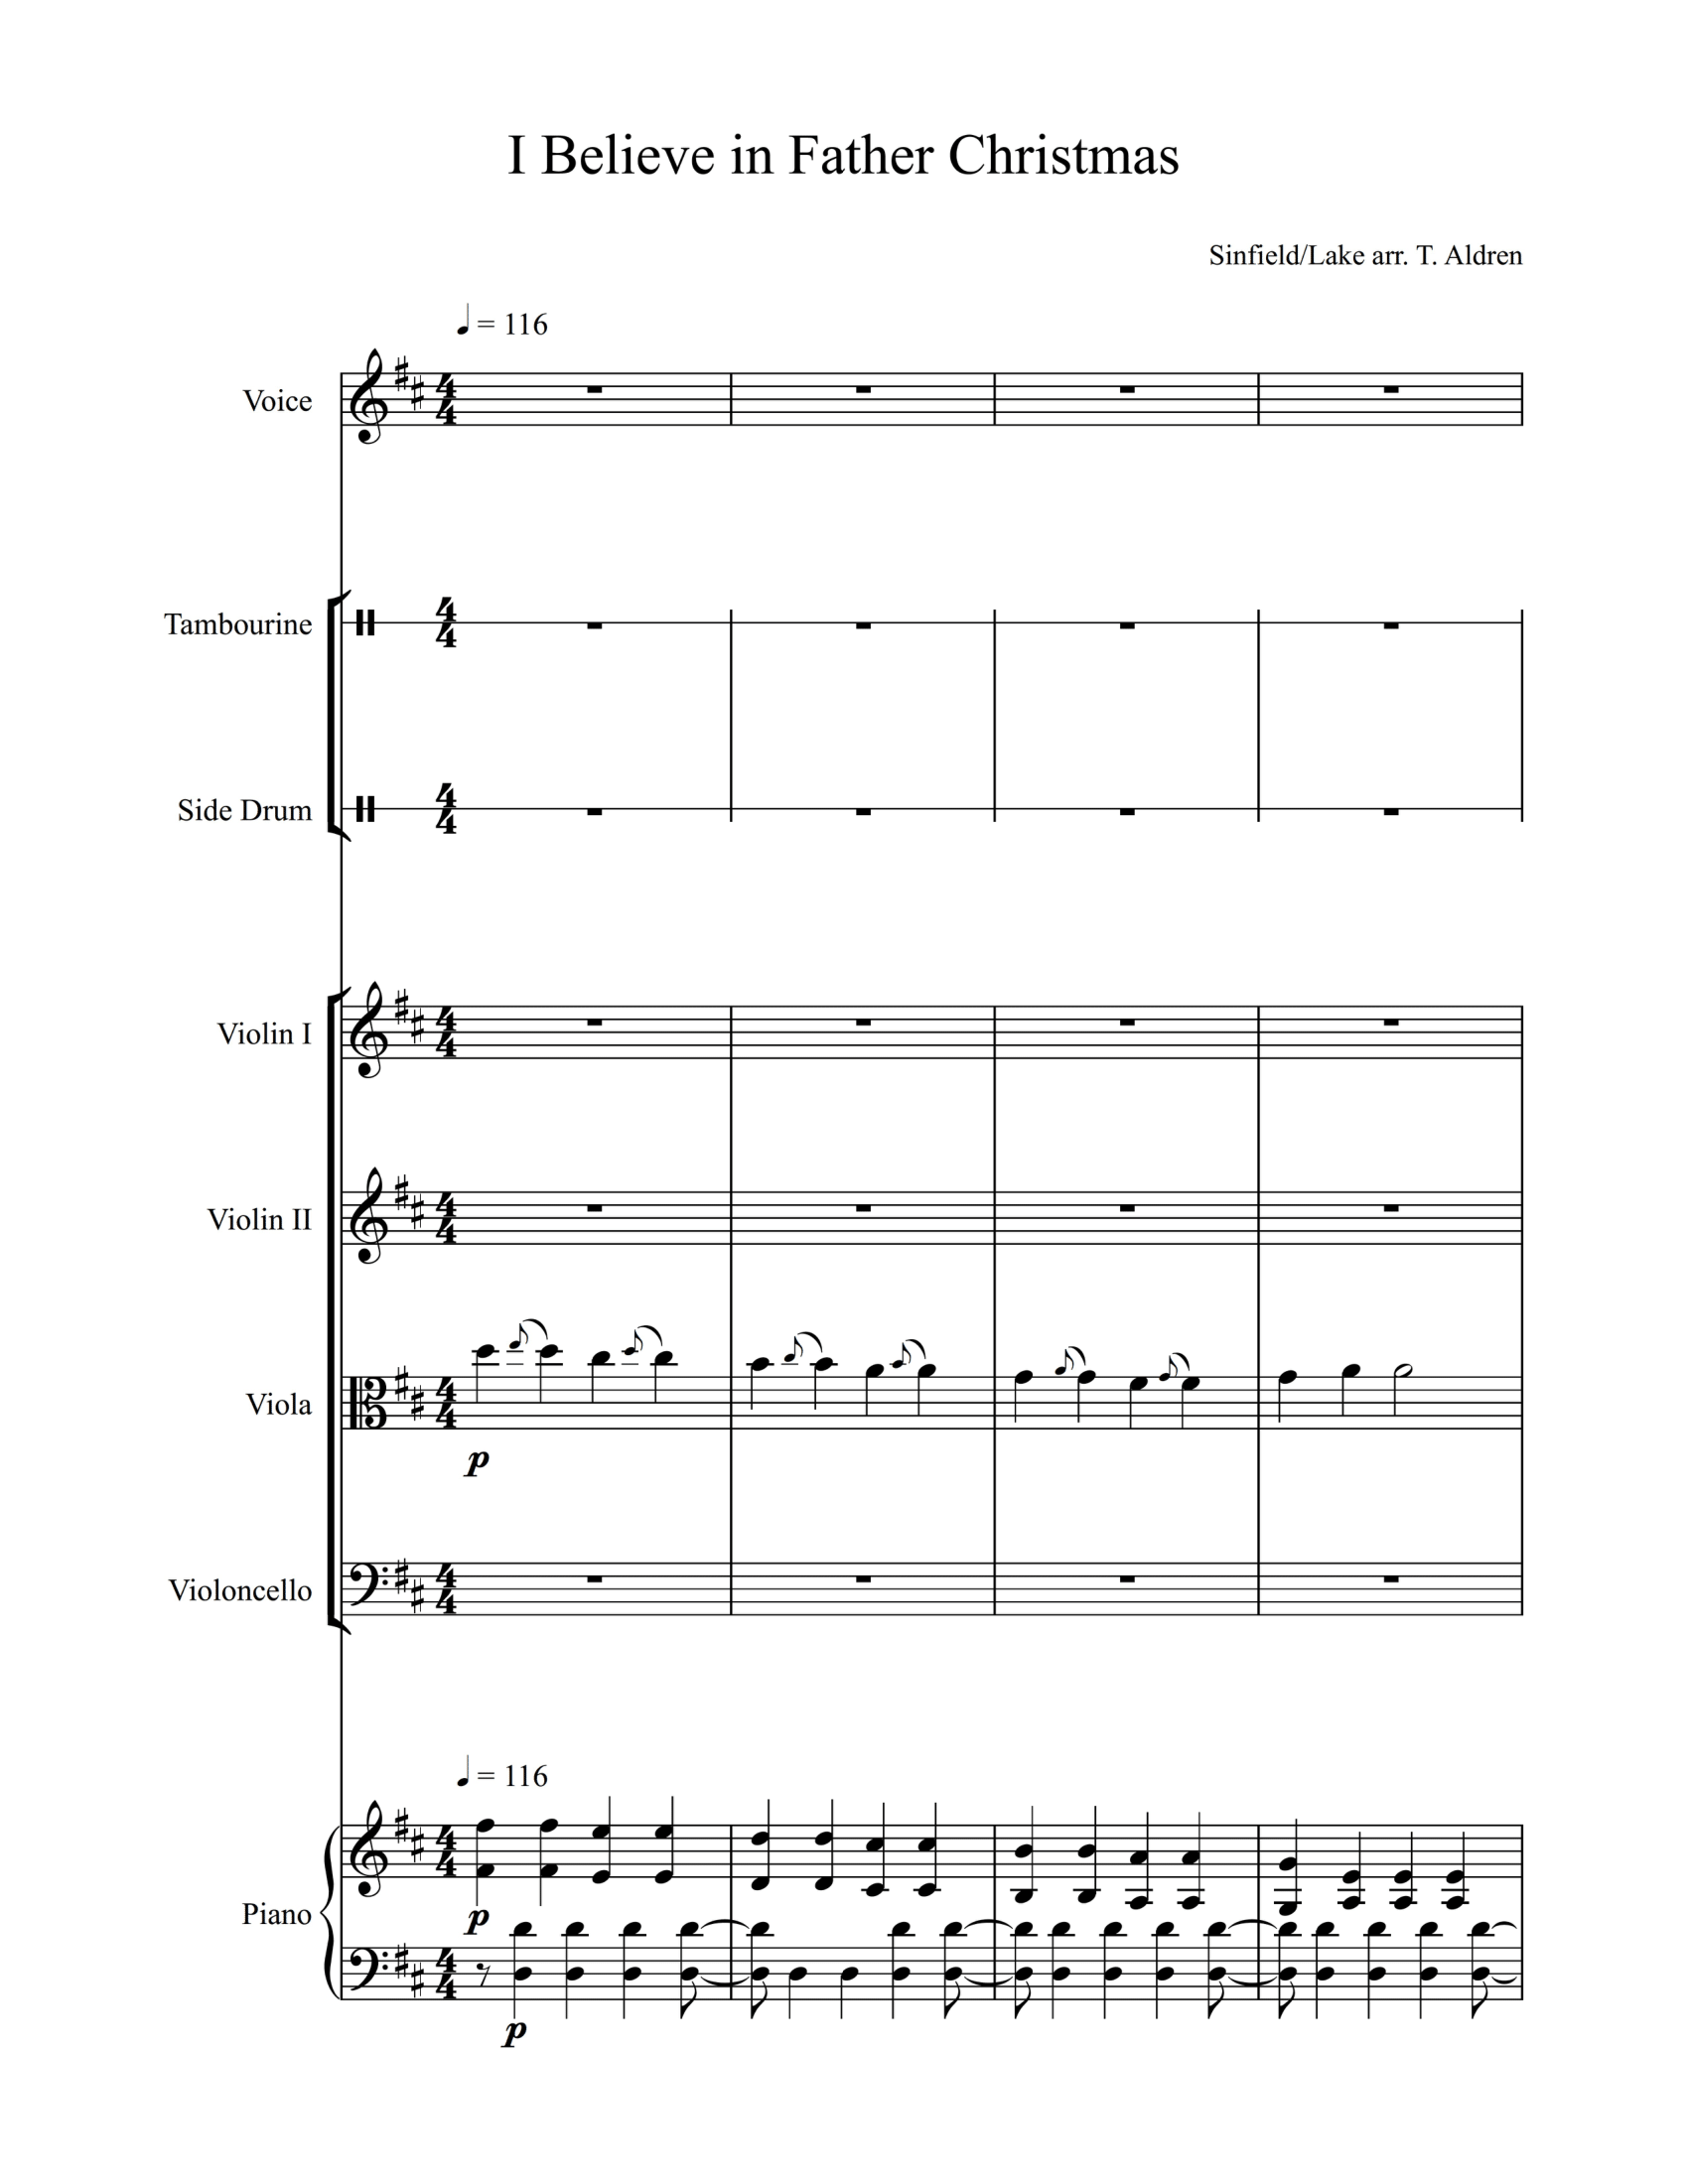 I Believe in Father Christmas
Sinfield/Lake arr. T. Aldren
♩ = 116
Voice
Tambourine
Side Drum
Violin I
Violin II
Viola
p
Violoncello
♩ = 116
Piano
p
p